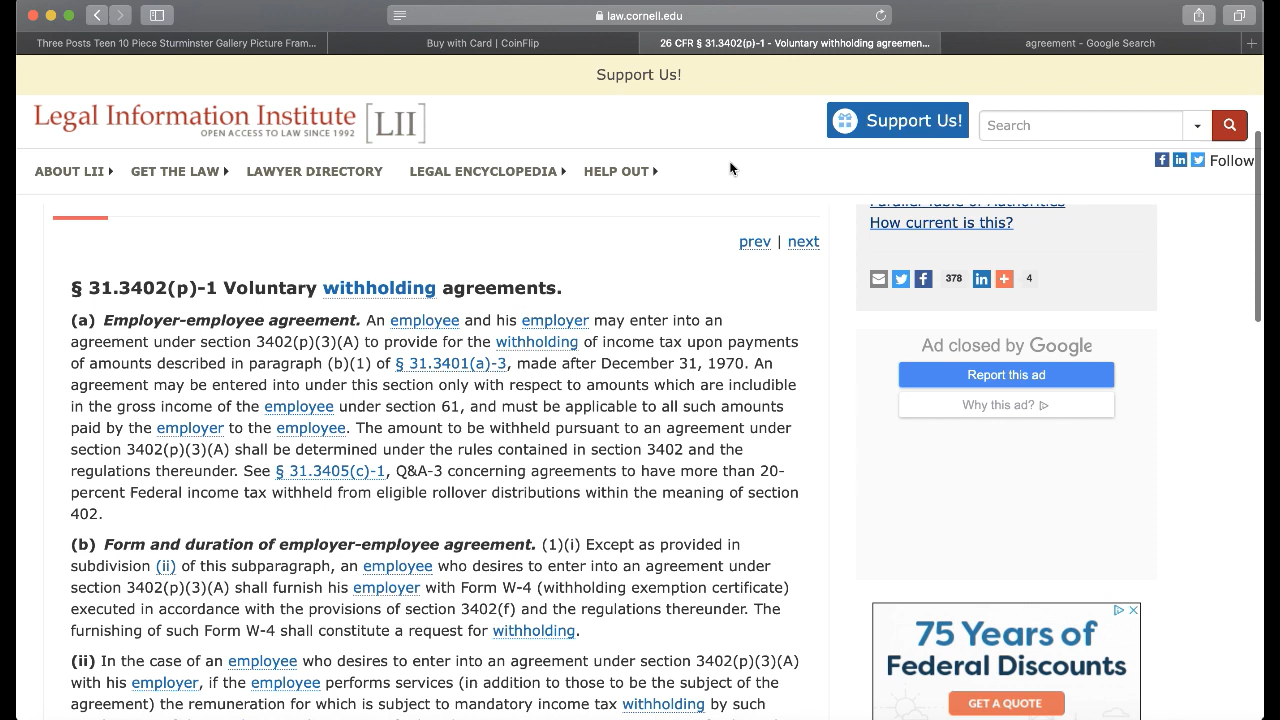 law.cornell.edu
Three Posts Teen 10 Piece Sturminster Gallery Picture Fram...
Buy with Card | CoinFlip
26 CFR § 31.3402(p)-1 - Voluntary withholding agreemen...
agreement - Google Search
Support Us!
Legal Information Institute [LII]
OPEN ACCESS TO LAW SINCE 1992
Support Us!
Search
ABOUT LII
GET THE LAW
LAWYER DIRECTORY
LEGAL ENCYCLOPEDIA
HELP OUT
Follow
Parallel Table of Authorities
How current is this?
378
4
prev | next
§ 31.3402(p)-1 Voluntary withholding agreements.
(a) Employer-employee agreement. An employee and his employer may enter into an
agreement under section 3402(p)(3)(A) to provide for the withholding of income tax upon payments
of amounts described in paragraph (b)(1) of § 31.3401(a)-3, made after December 31, 1970. An
agreement may be entered into under this section only with respect to amounts which are includible
in the gross income of the employee under section 61, and must be applicable to all such amounts
paid by the employer to the employee. The amount to be withheld pursuant to an agreement under
section 3402(p)(3)(A) shall be determined under the rules contained in section 3402 and the
regulations thereunder. See § 31.3405(c)-1, Q&A-3 concerning agreements to have more than 20-
percent Federal income tax withheld from eligible rollover distributions within the meaning of section
402.
(b) Form and duration of employer-employee agreement. (1)(i) Except as provided in
subdivision (ii) of this subparagraph, an employee who desires to enter into an agreement under
section 3402(p)(3)(A) shall furnish his employer with Form W-4 (withholding exemption certificate)
executed in accordance with the provisions of section 3402(f) and the regulations thereunder. The
furnishing of such Form W-4 shall constitute a request for withholding.
(ii) In the case of an employee who desires to enter into an agreement under section 3402(p)(3)(A)
with his employer, if the employee performs services (in addition to those to be the subject of the
agreement) the remuneration for which is subject to mandatory income tax withholding by such
Ad closed by Google
Report this ad
Why this ad?
75 Years of
Federal Discounts
GET A QUOTE